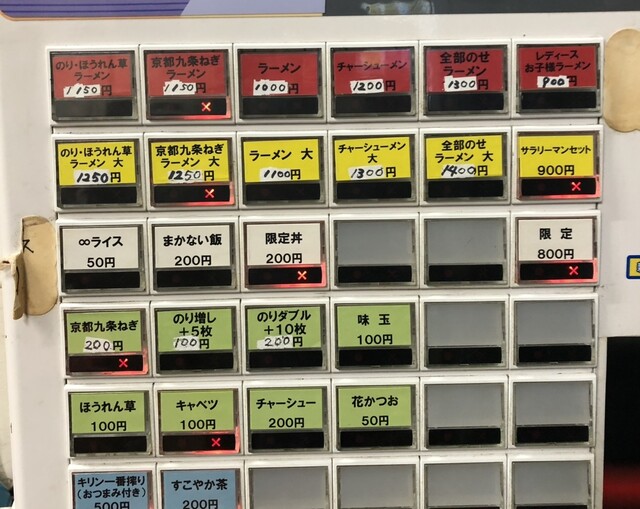 のり・ほうれん草
ラーメン
1150円
京都九条ねぎ
ラーメン
1150円
ラーメン
1000円
チャーシューメン
1200円
全部のせ
ラーメン
1300円
レディース
お子様ラーメン
900円
のり・ほうれん草
ラーメン 大
1250円
京都九条ねぎ
ラーメン 大
1250円
ラーメン 大
1100円
チャーシューメン
大
1300円
全部のせ
ラーメン 大
1400円
サラリーマンセット
900円
∞ライス
50円
まかない飯
200円
限定丼
200円
限 定
800円
京都九条ねぎ
200円
のり増し
+5枚
100円
のりダブル
+10枚
200円
味 玉
100円
ほうれん草
100円
キャベツ
100円
チャーシュー
200円
花かつお
50円
キリン一番搾り
(おつまみ付き)
500円
すこやか茶
200円